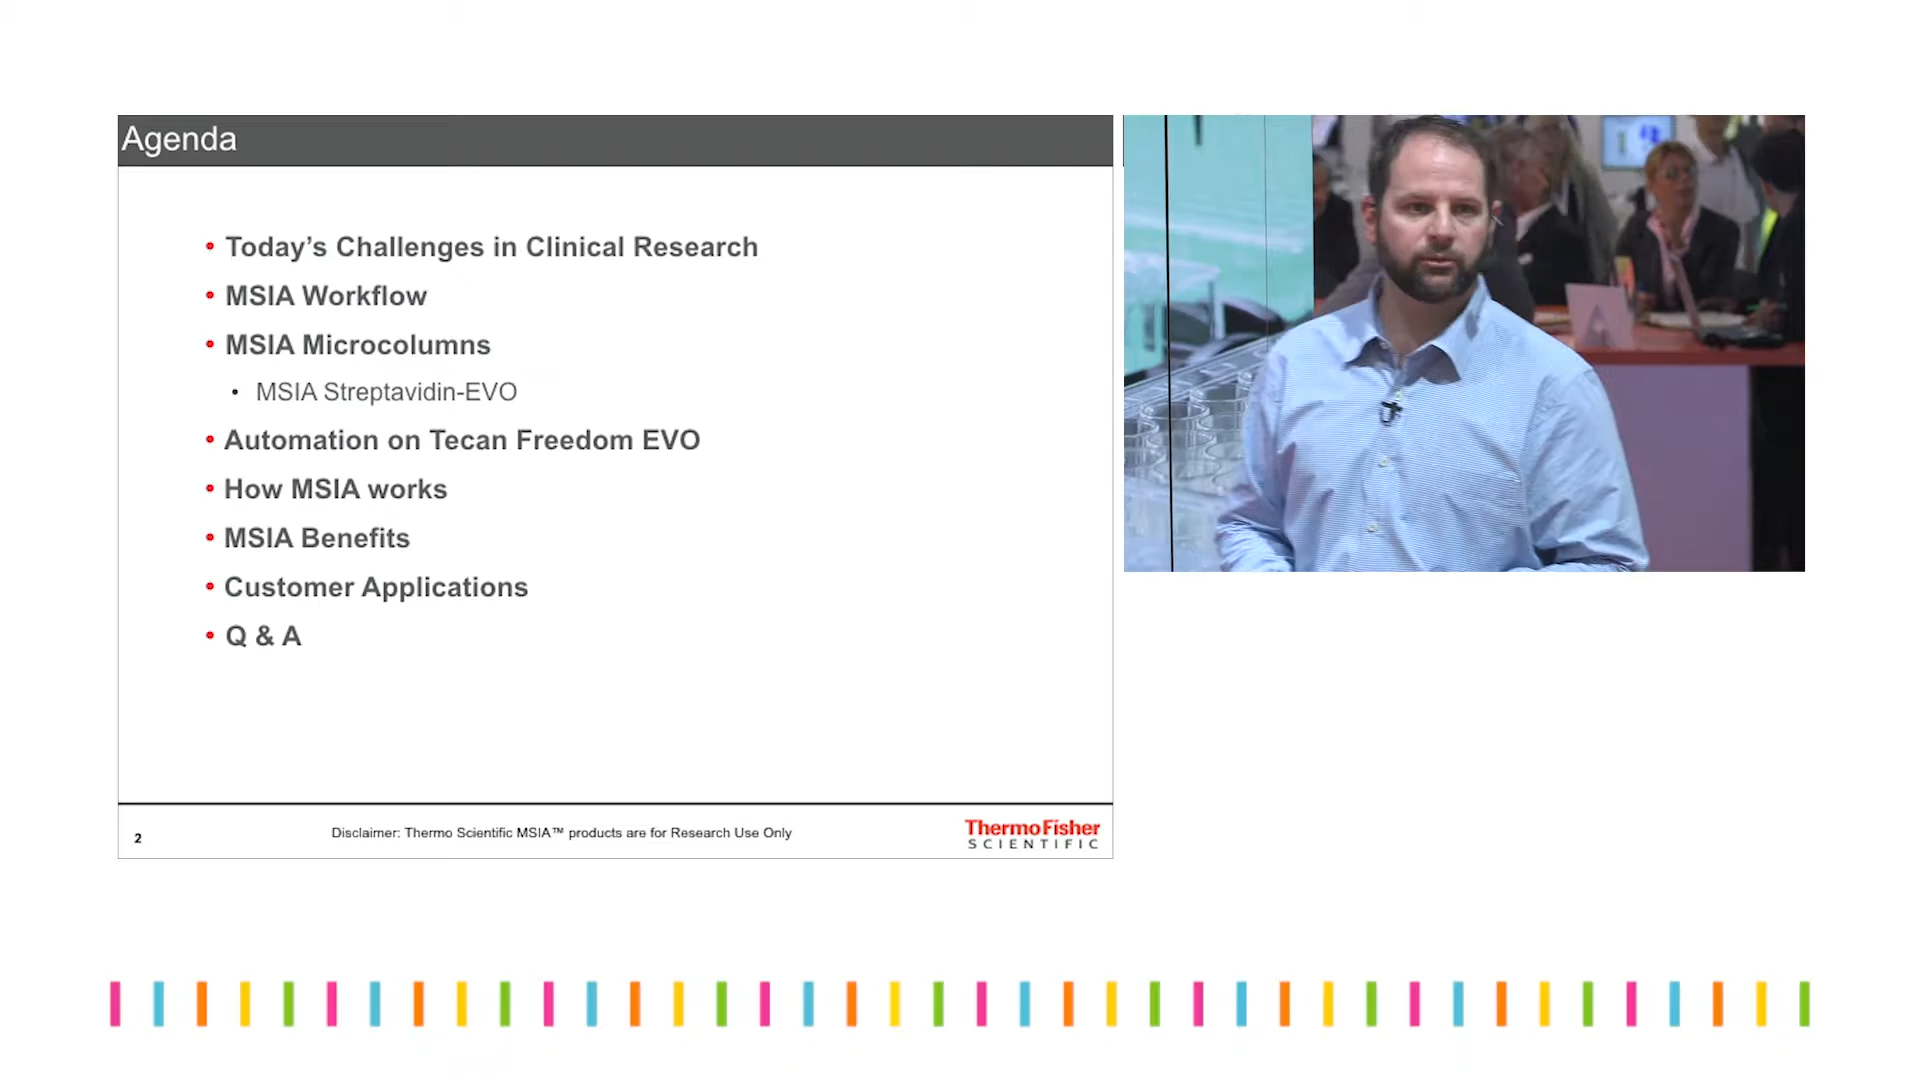 Agenda
• Today’s Challenges in Clinical Research
• MSIA Workflow
• MSIA Microcolumns
• MSIA Streptavidin-EVO
• Automation on Tecan Freedom EVO
• How MSIA works
• MSIA Benefits
• Customer Applications
• Q & A
2
Disclaimer: Thermo Scientific MSIA™ products are for Research Use Only
ThermoFisher
SCIENTIFIC